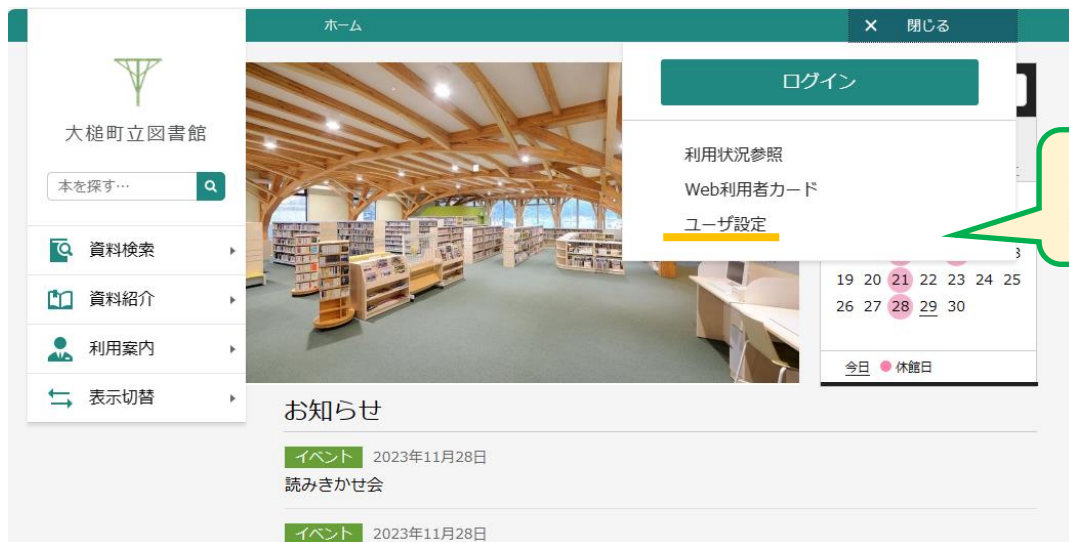 ホーム
× 閉じる
大槌町立図書館
本を探す…
資料検索
資料紹介
利用案内
表示切替
ログイン
利用状況参照
Web利用者カード
ユーザ設定
19 20 21 22 23 24 25
26 27 28 29 30
今日 休館日
お知らせ
イベント 2023年11月28日
読みきかせ会
イベント 2023年11月28日